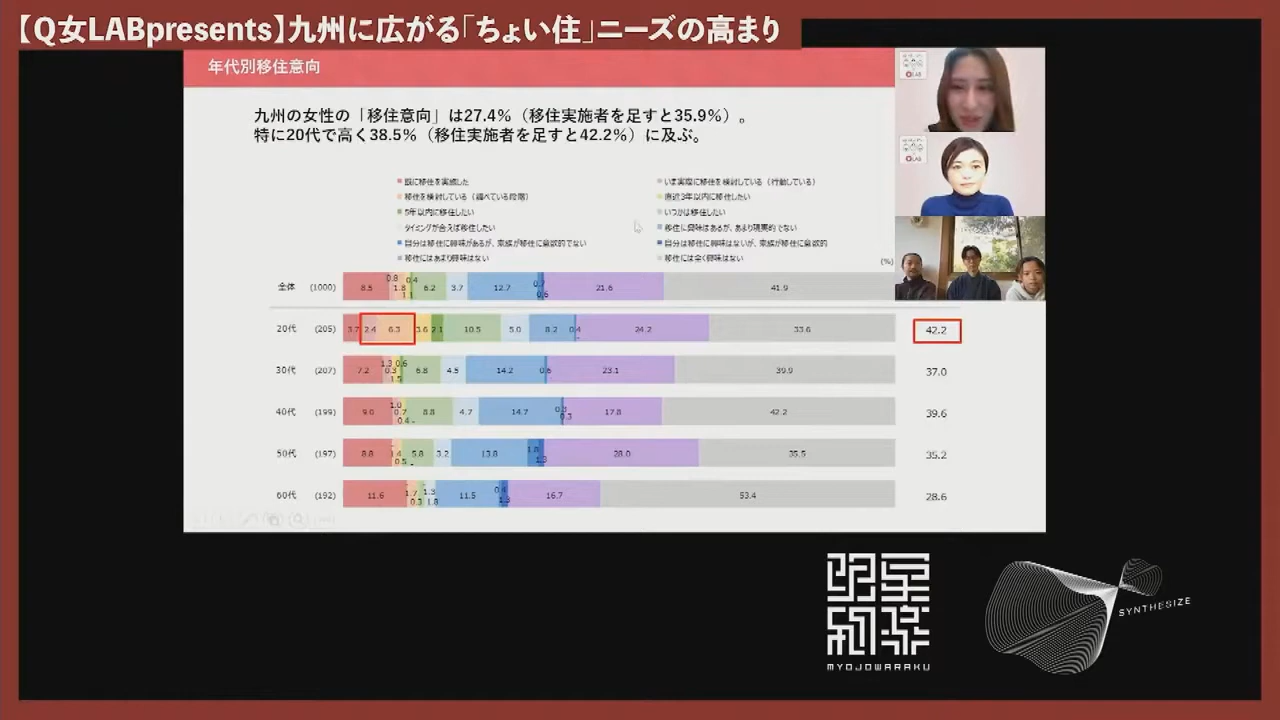 【Q女LABpresents】九州に広がる「ちょい住」ニーズの高まり
年代別移住意向
九州の女性の「移住意向」は27.4%（移住実施者を足すと35.9%）。
特に20代で高く38.5%（移住実施者を足すと42.2%）に及ぶ。
既に移住を実施した
いま実際に移住を検討している（行動している）
移住を検討している（調べている段階）
直近3年以内に移住したい
5年以内に移住したい
いつかは移住したい
タイミングが合えば移住したい
移住に興味はあるが、あまり現実的でない
自分は移住に興味があるが、家族が移住に意欲的でない
自分は移住に興味はないが、家族が移住に意欲的
移住にはあまり興味はない
移住には全く興味はない
(%)
全体 (1000) 8.5 0.8 1.8 1.1 0.4 6.2 3.7 12.7 0.6 21.6 41.9
20代 (205) 3.7 2.4 6.3 3.6 2.1 10.5 5.0 8.2 0.4 24.2 33.6 42.2
30代 (207) 7.2 1.3 0.3 1.5 0.6 6.8 4.5 14.2 0.6 23.1 39.9 37.0
40代 (199) 9.0 1.0 0.7 0.4 8.8 4.7 14.7 0.3 17.8 42.2 39.6
50代 (197) 8.8 1.4 0.5 5.8 3.2 13.8 1.8 1.3 28.0 35.5 35.2
60代 (192) 11.6 1.7 0.3 1.3 1.8 11.5 16.7 53.4 28.6
LAB
LAB
MYOJOWARAKU
SYNTHESIZE